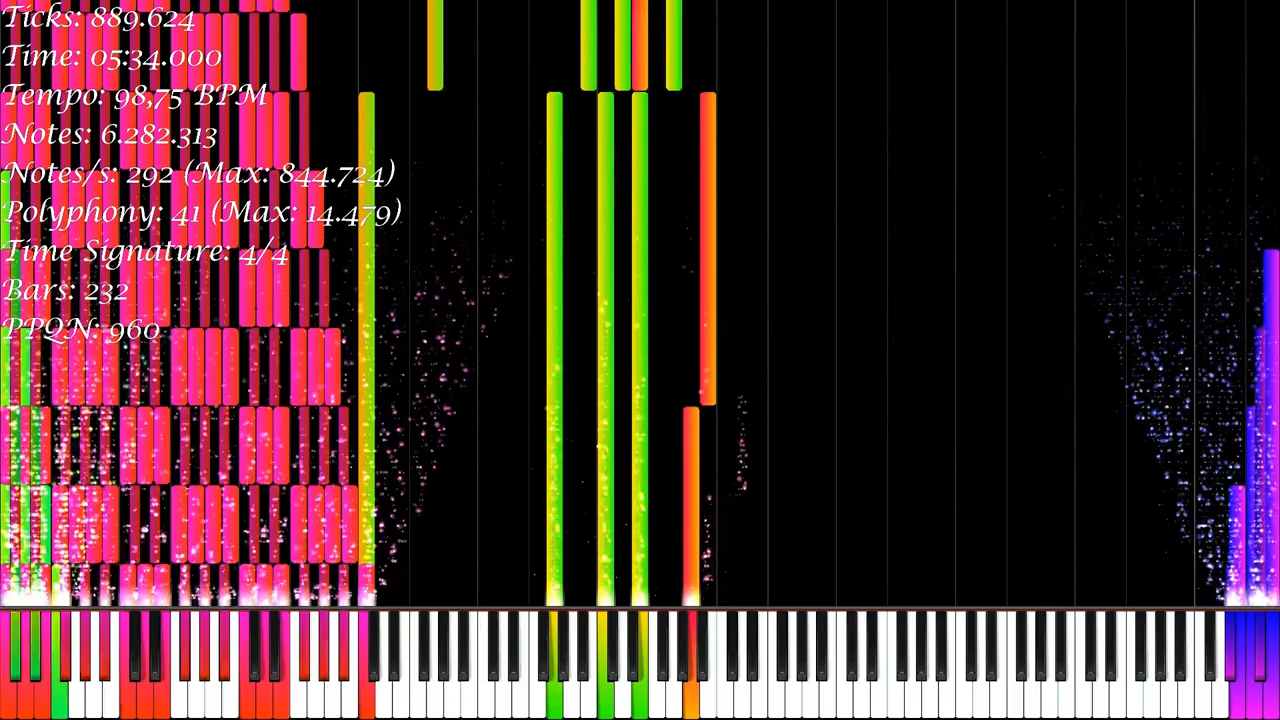 Ticks: 889.624
Time: 05:34.000
Tempo: 98,75 BPM
Notes: 6.282.313
Notes/s: 292 (Max: 844.724)
Polyphony: 41 (Max: 14.479)
Time Signature: 4/4
Bars: 232
PPQN: 960